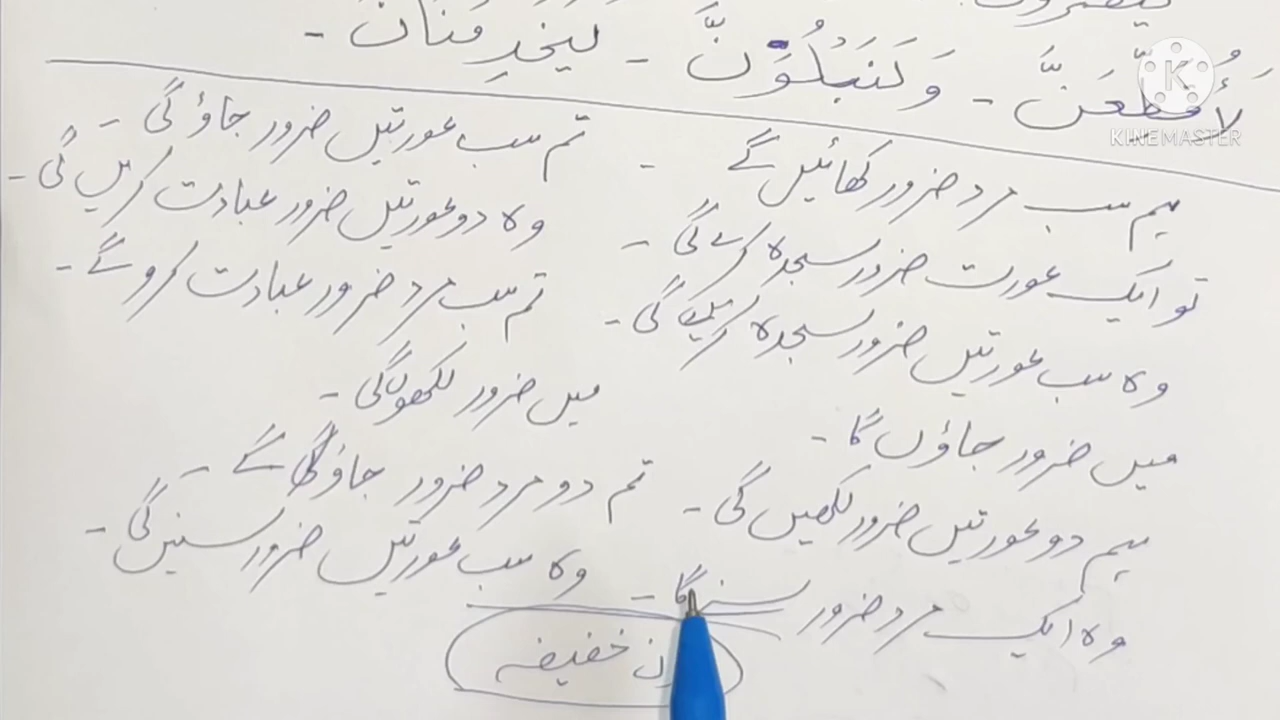 لَأُقَطِّعَنَّ - وَلَنَبْلُوَنَّ - لیخدمنان -
ہم سب مرد ضرور کھائیں گے - تم سب عورتیں ضرور جاؤ گی -
تو ایک عورت ضرور سجدہ کرے گی - وہ دو عورتیں ضرور عبادت کریں گی -
وہ سب عورتیں ضرور سجدہ کریں گی - تم سب مرد ضرور عبادت کرو گے -
میں ضرور جاؤں گا - میں ضرور لکھوں گی -
ہم دو عورتیں ضرور لکھیں گی - تم دو مرد ضرور جاؤ گے -
وہ ایک مرد ضرور سنے گا - وہ سب عورتیں ضرور سنیں گی -
ن خفیفہ
KINEMASTER